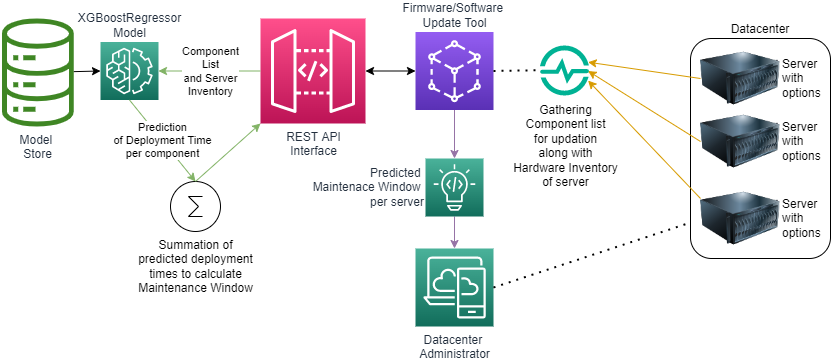 XGBoostRegressor
Model
Firmware/Software
Update Tool
Datacenter
Component
List
and Server
Inventory
Server
with
options
Model
Store
Prediction
of Deployment Time
per component
REST API
Interface
Gathering
Component list
for updation
along with
Hardware Inventory
of server
Server
with
options
Predicted
Maintenace Window
per server
Server
with
options
Σ
Summation of
predicted deployment
times to calculate
Maintenance Window
Datacenter
Administrator